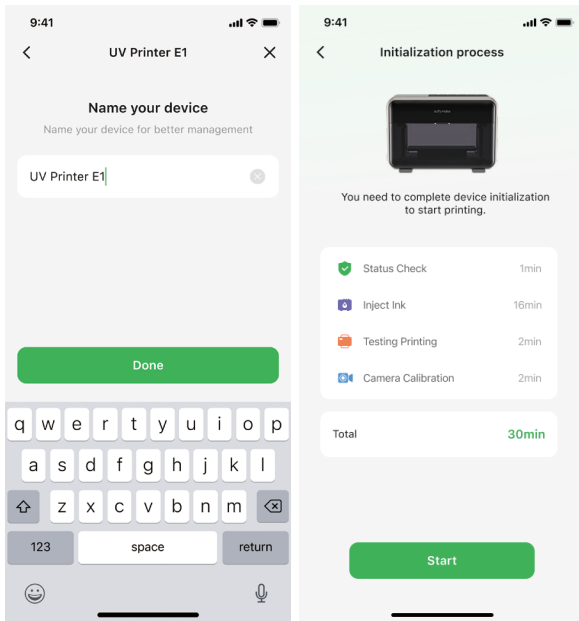 9:41
UV Printer E1
Name your device
Name your device for better management
UV Printer E1
Done
q w e r t y u i o p
a s d f g h j k l
z x c v b n m
123 space return
9:41
Initialization process
You need to complete device initialization
to start printing.
Status Check 1min
Inject Ink 16min
Testing Printing 2min
Camera Calibration 2min
Total 30min
Start